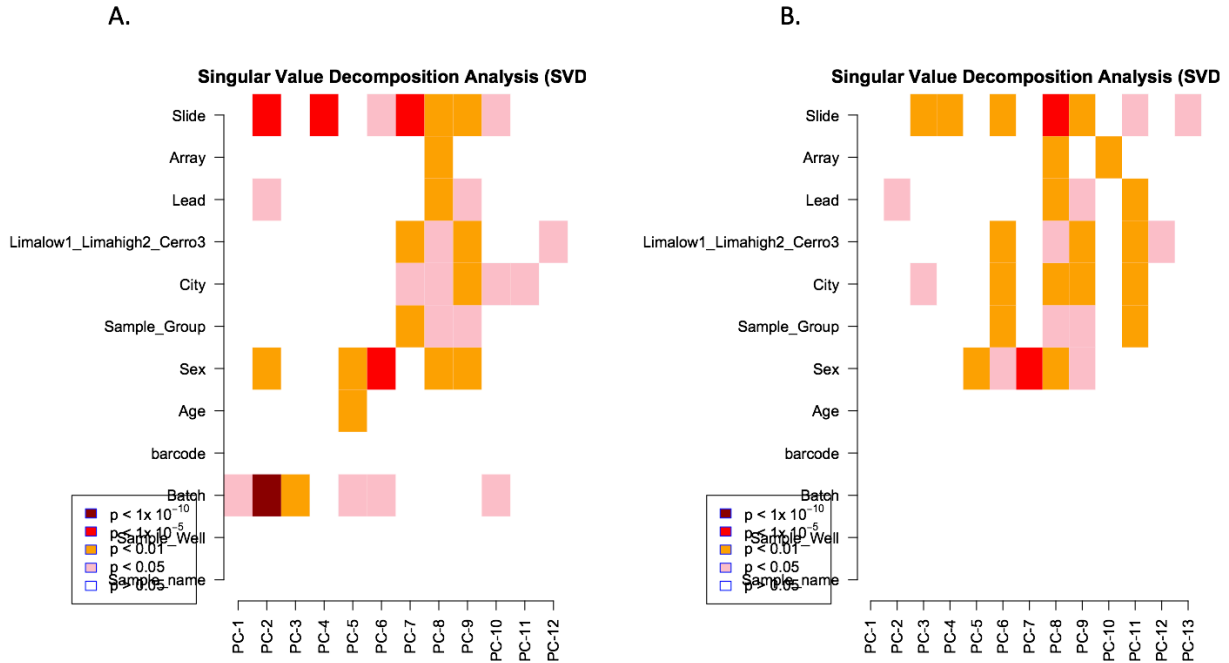 A.
Singular Value Decomposition Analysis (SVD
Slide
Array
Lead
Limalow1_Limahigh2_Cerro3
City
Sample_Group
Sex
Age
barcode
Batch
Sample_Well
Sample_name
p < 1x 10⁻¹⁰
p < 1x 10⁻⁵
p < 0.01
p < 0.05
p > 0.05
PC-1
PC-2
PC-3
PC-4
PC-5
PC-6
PC-7
PC-8
PC-9
PC-10
PC-11
PC-12
B.
Singular Value Decomposition Analysis (SVD
Slide
Array
Lead
Limalow1_Limahigh2_Cerro3
City
Sample_Group
Sex
Age
barcode
Batch
Sample_Well
Sample_name
p < 1x 10⁻¹⁰
p < 1x 10⁻⁵
p < 0.01
p < 0.05
p > 0.05
PC-1
PC-2
PC-3
PC-4
PC-5
PC-6
PC-7
PC-8
PC-9
PC-10
PC-11
PC-12
PC-13